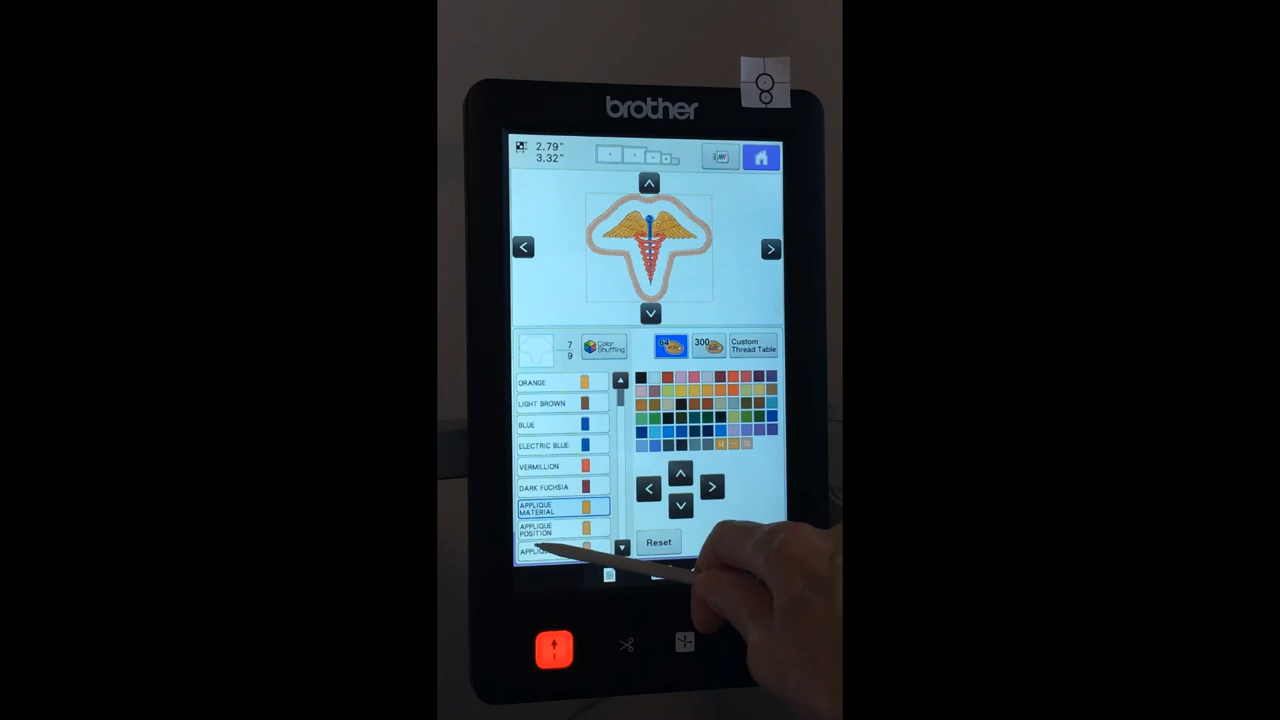 brother
2.79"
3.32"
7
9
Color
Shuffling
64
300
Custom
Thread Table
ORANGE
LIGHT BROWN
BLUE
ELECTRIC BLUE
VERMILLION
DARK FUCHSIA
APPLIQUE
MATERIAL
APPLIQUE
POSITION
Reset